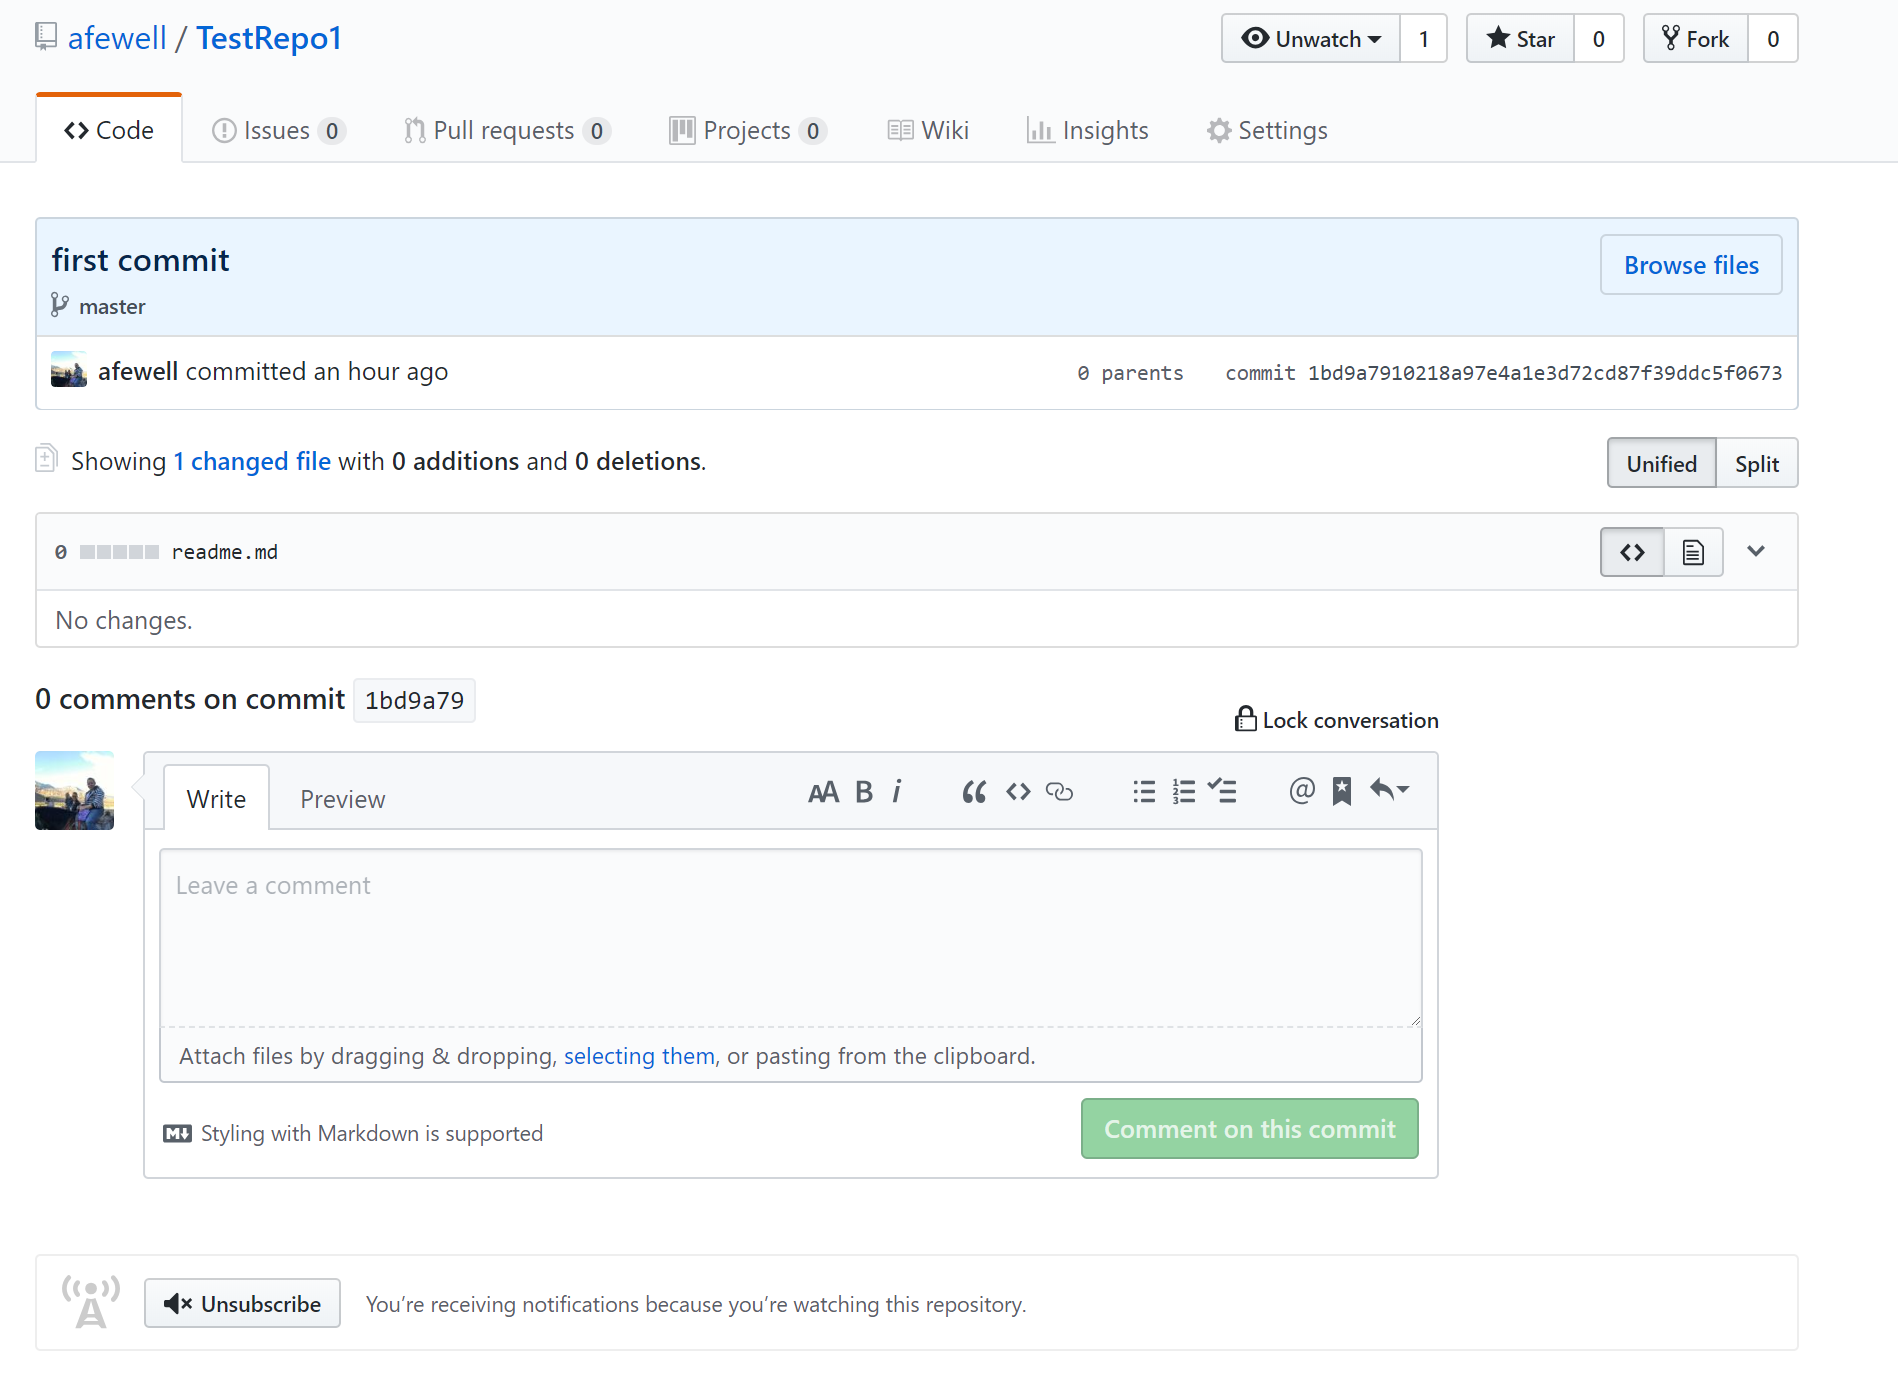 afewell / TestRepo1
Unwatch 1 Star 0 Fork 0
Code Issues 0 Pull requests 0 Projects 0 Wiki Insights Settings
first commit
Browse files
master
afewell committed an hour ago 0 parents commit 1bd9a7910218a97e4a1e3d72cd87f39ddc5f0673
Showing 1 changed file with 0 additions and 0 deletions.
Unified Split
0 readme.md
No changes.
0 comments on commit 1bd9a79
Lock conversation
Write Preview
Leave a comment
Attach files by dragging & dropping, selecting them, or pasting from the clipboard.
Styling with Markdown is supported
Comment on this commit
Unsubscribe You’re receiving notifications because you’re watching this repository.